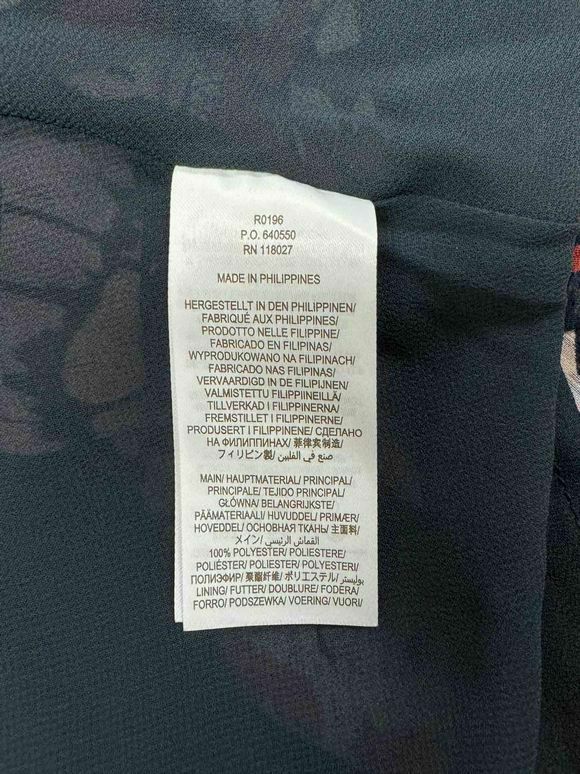 R0196
P.O. 640550
RN 118027
MADE IN PHILIPPINES
HERGESTELLT IN DEN PHILIPPINEN/
FABRIQUÉ AUX PHILIPPINES/
PRODOTTO NELLE FILIPPINE/
FABRICADO EN FILIPINAS/
WYPRODUKOWANO NA FILIPINACH/
FABRICADO NAS FILIPINAS/
VERVAARDIGD IN DE FILIPIJNEN/
VALMISTETTU FILIPPIINEILLÄ/
TILLVERKAD I FILIPPINERNA/
FREMSTILLET I FILIPPINERNE/
PRODUSERT I FILIPPINENE/ СДЕЛАНО
НА ФИЛИППИНАХ/ 菲律宾制造/
フィリピン製/ صنع في الفلبين/
MAIN/ HAUPTMATERIAL/ PRINCIPAL/
PRINCIPALE/ TEJIDO PRINCIPAL/
GŁÓWNA/ BELANGRIJKSTE/
PÄÄMATERIAALI/ HUVUDDEL/ PRIMÆR/
HOVEDDEL/ ОСНОВНАЯ ТКАНЬ/ 主面料/
メイン/ القماش الرئيسي/
100% POLYESTER/ POLIESTERE/
POLIÉSTER/ POLIESTER/ POLYESTERI/
ПОЛИЭФИР/ 聚酯纤维/ ポリエステル/ بوليستر/
LINING/ FUTTER/ DOUBLURE/ FODERA/
FORRO/ PODSZEWKA/ VOERING/ VUORI/